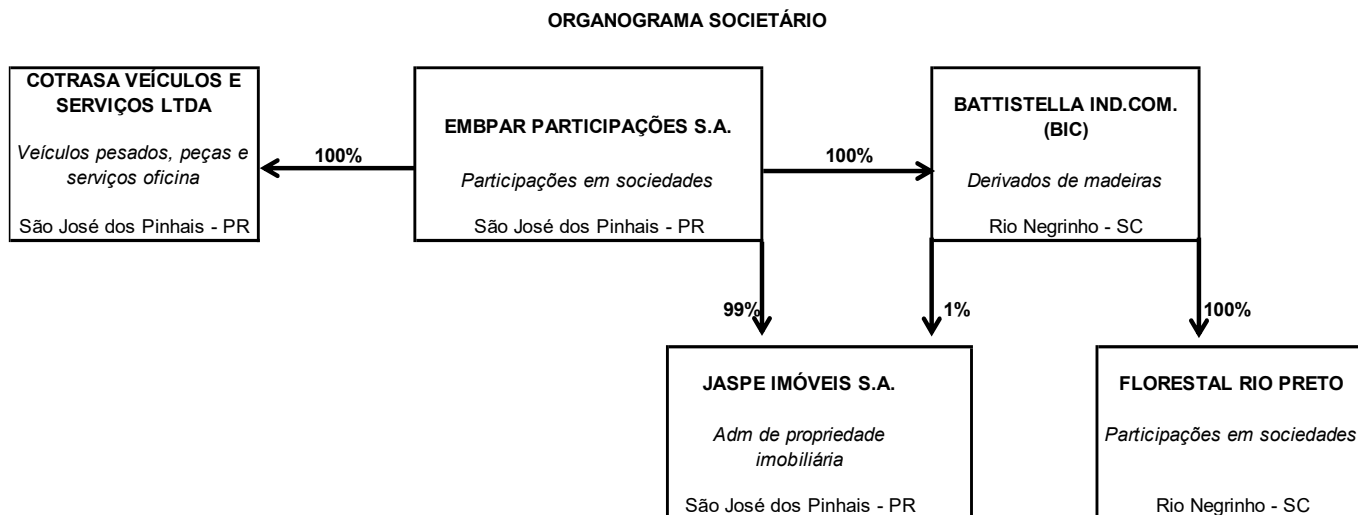 ORGANOGRAMA SOCIETÁRIO
COTRASA VEÍCULOS E
SERVIÇOS LTDA
Veículos pesados, peças e
serviços oficina
São José dos Pinhais - PR
100%
EMBPAR PARTICIPAÇÕES S.A.
Participações em sociedades
São José dos Pinhais - PR
100%
BATTISTELLA IND.COM.
(BIC)
Derivados de madeiras
Rio Negrinho - SC
99%
1%
100%
JASPE IMÓVEIS S.A.
Adm de propriedade
imobiliária
São José dos Pinhais - PR
FLORESTAL RIO PRETO
Participações em sociedades
Rio Negrinho - SC